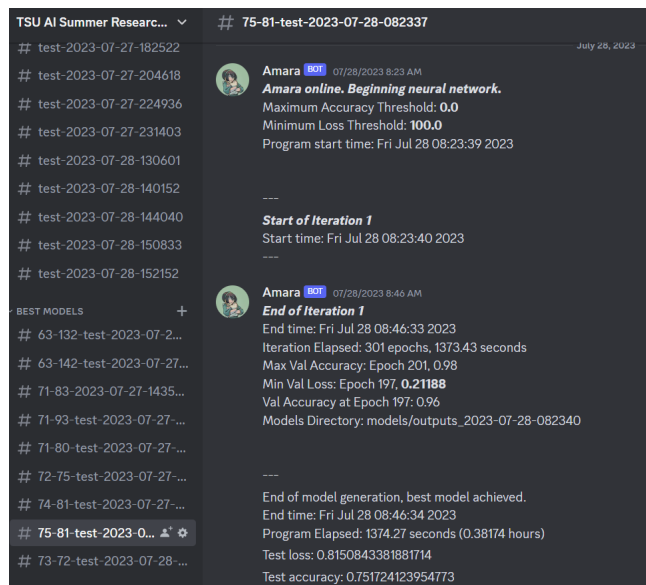 TSU AI Summer Researc...
# test-2023-07-27-182522
# test-2023-07-27-204618
# test-2023-07-27-224936
# test-2023-07-27-231403
# test-2023-07-28-130601
# test-2023-07-28-140152
# test-2023-07-28-144040
# test-2023-07-28-150833
# test-2023-07-28-152152
BEST MODELS +
# 63-132-test-2023-07-2...
# 63-142-test-2023-07-27...
# 71-83-2023-07-27-1435...
# 71-93-test-2023-07-27-...
# 71-80-test-2023-07-27-...
# 72-75-test-2023-07-27-...
# 74-81-test-2023-07-27-...
# 75-81-test-2023-0...
# 73-72-test-2023-07-28-...
# 75-81-test-2023-07-28-082337
July 28, 2023
Amara BOT 07/28/2023 8:23 AM
Amara online. Beginning neural network.
Maximum Accuracy Threshold: 0.0
Minimum Loss Threshold: 100.0
Program start time: Fri Jul 28 08:23:39 2023
---
Start of Iteration 1
Start time: Fri Jul 28 08:23:40 2023
---
Amara BOT 07/28/2023 8:46 AM
End of Iteration 1
End time: Fri Jul 28 08:46:33 2023
Iteration Elapsed: 301 epochs, 1373.43 seconds
Max Val Accuracy: Epoch 201, 0.98
Min Val Loss: Epoch 197, 0.21188
Val Accuracy at Epoch 197: 0.96
Models Directory: models/outputs_2023-07-28-082340
---
End of model generation, best model achieved.
End time: Fri Jul 28 08:46:34 2023
Program Elapsed: 1374.27 seconds (0.38174 hours)
Test loss: 0.8150843381881714
Test accuracy: 0.751724123954773